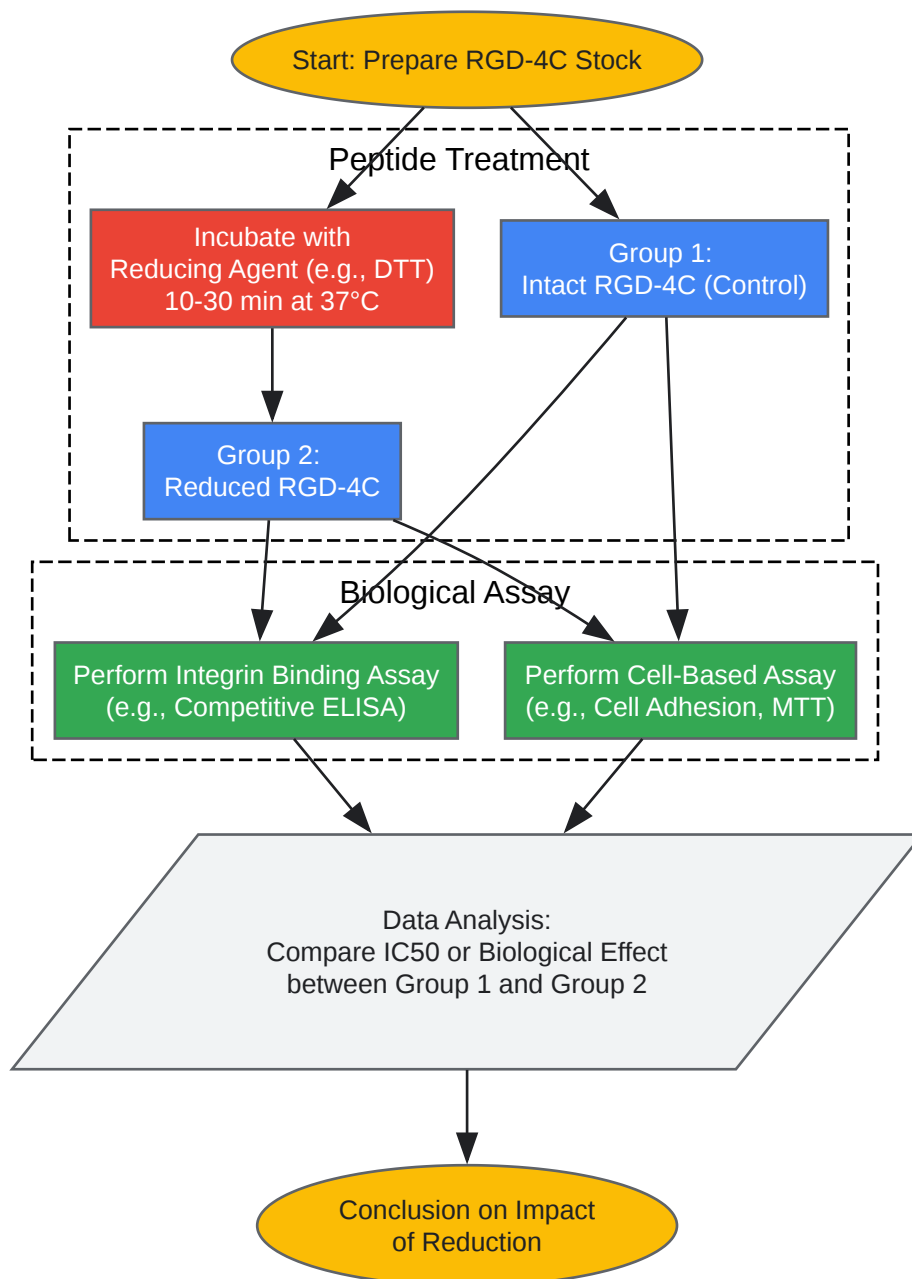 Start: Prepare RGD-4C Stock
Peptide Treatment
Incubate with
Reducing Agent (e.g., DTT)
10-30 min at 37°C
Group 1:
Intact RGD-4C (Control)
Group 2:
Reduced RGD-4C
Biological Assay
Perform Integrin Binding Assay
(e.g., Competitive ELISA)
Perform Cell-Based Assay
(e.g., Cell Adhesion, MTT)
Data Analysis:
Compare IC50 or Biological Effect
between Group 1 and Group 2
Conclusion on Impact
of Reduction